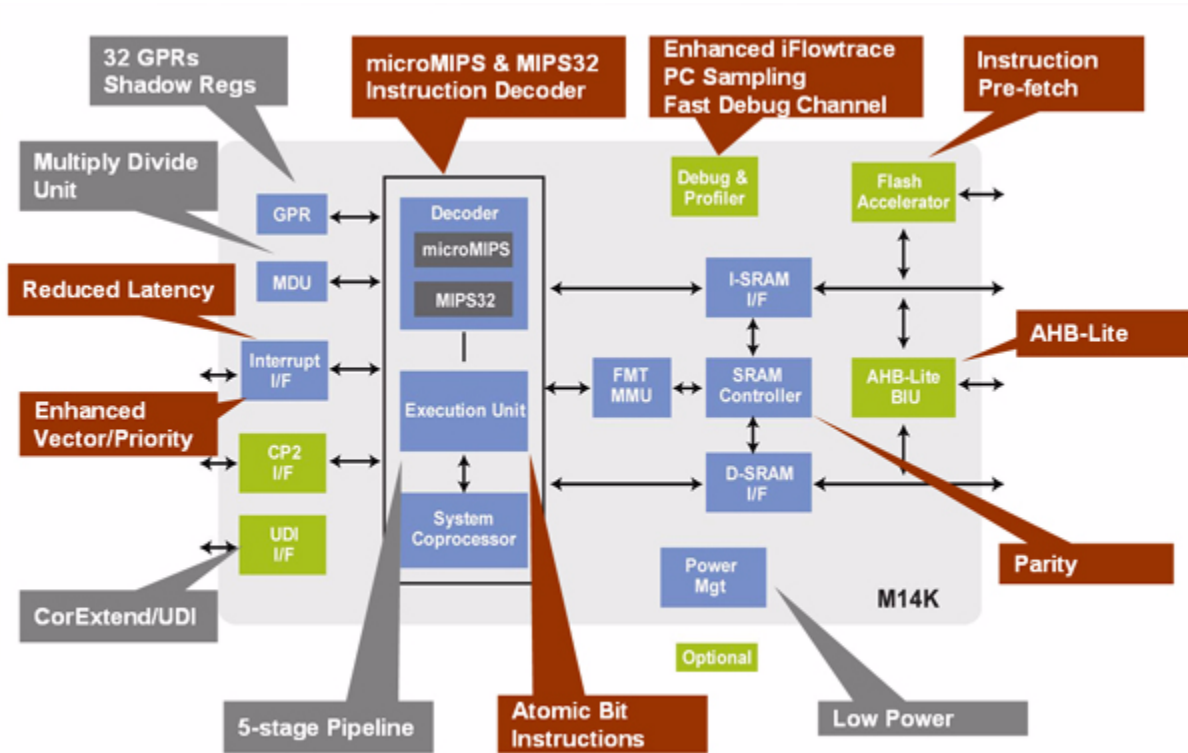 32 GPRs
Shadow Regs
microMIPS & MIPS32
Instruction Decoder
Enhanced iFlowtrace
PC Sampling
Fast Debug Channel
Instruction
Pre-fetch
Multiply Divide
Unit
Reduced Latency
Enhanced
Vector/Priority
CorExtend/UDI
GPR
MDU
Interrupt
I/F
CP2
I/F
UDI
I/F
Decoder
microMIPS
MIPS32
Execution Unit
System
Coprocessor
Debug &
Profiler
Flash
Accelerator
I-SRAM
I/F
FMT
MMU
SRAM
Controller
AHB-Lite
BIU
D-SRAM
I/F
Power
Mgt
M14K
Optional
AHB-Lite
Parity
5-stage Pipeline
Atomic Bit
Instructions
Low Power